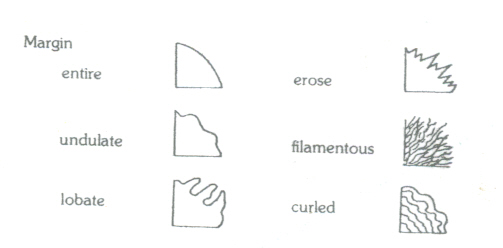 Margin
entire
erose
undulate
filamentous
lobate
curled